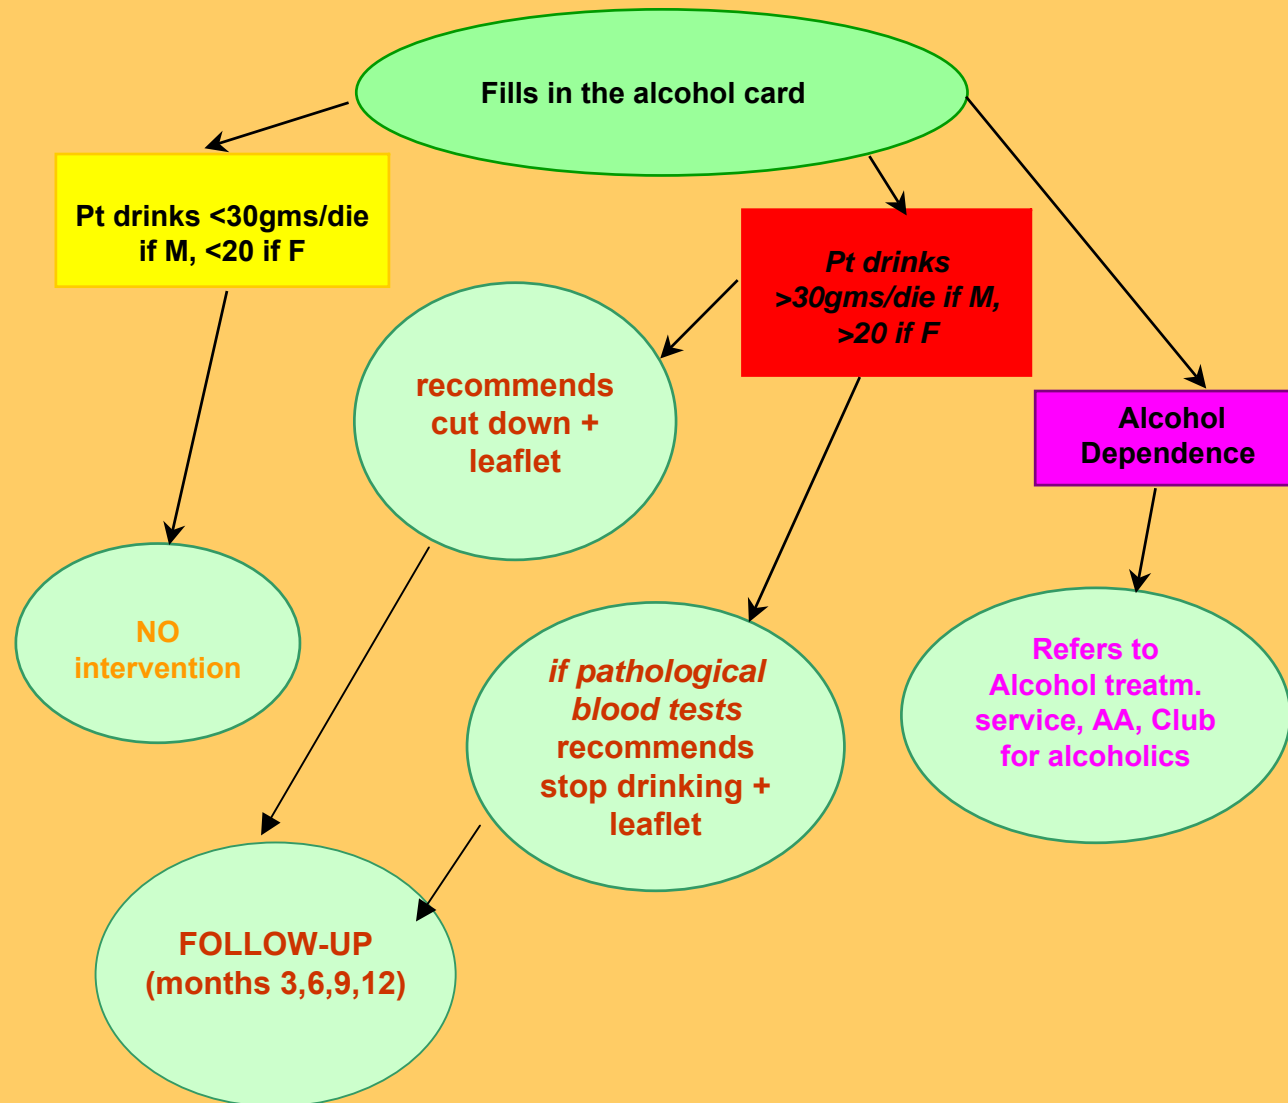 Fills in the alcohol card
Pt drinks <30gms/die
if M, <20 if F
Pt drinks
>30gms/die if M,
>20 if F
recommends
cut down +
leaflet
Alcohol
Dependence
NO
intervention
if pathological
blood tests
recommends
stop drinking +
leaflet
Refers to
Alcohol treatm.
service, AA, Club
for alcoholics
FOLLOW-UP
(months 3,6,9,12)